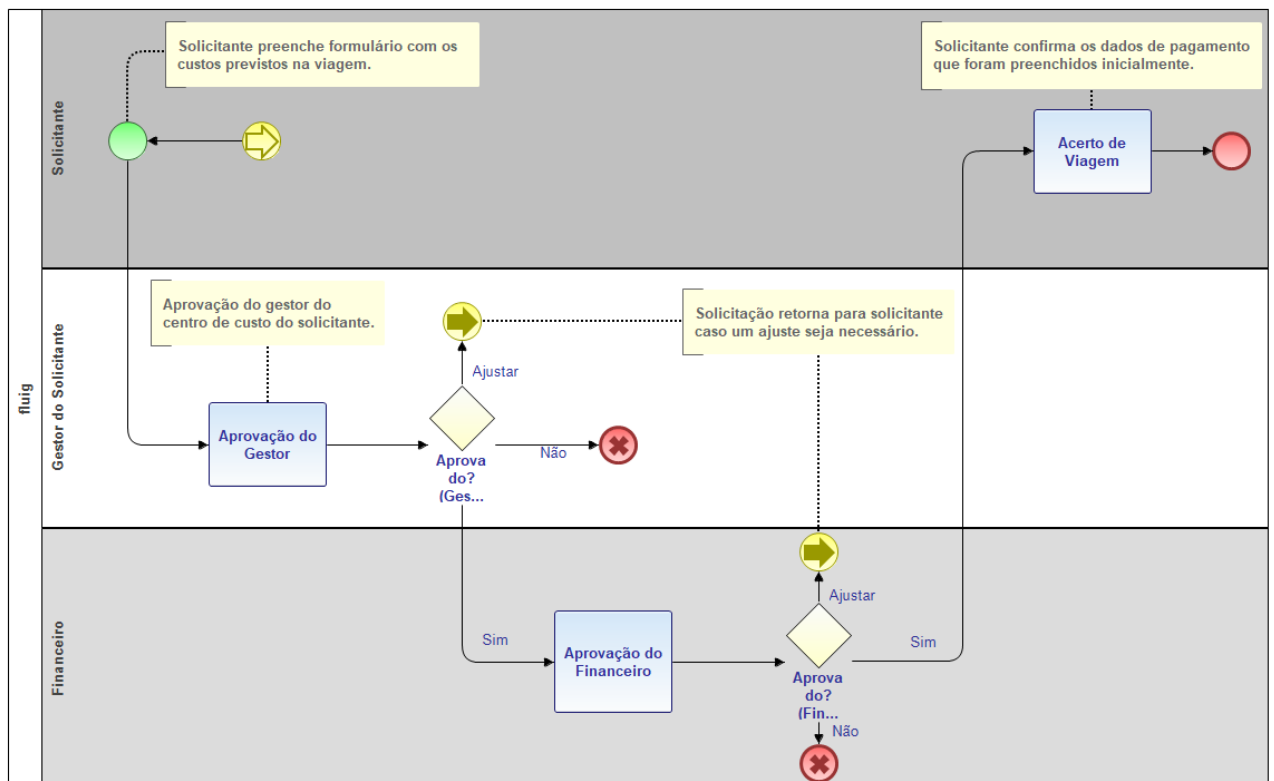 fluig
Solicitante
Solicitante preenche formulário com os
custos previstos na viagem.
Solicitante confirma os dados de pagamento
que foram preenchidos inicialmente.
Acerto de
Viagem
Gestor do Solicitante
Aprovação do gestor do
centro de custo do solicitante.
Solicitação retorna para solicitante
caso um ajuste seja necessário.
Ajustar
Aprovação do
Gestor
Não
Aprova
do?
(Ges...
Financeiro
Ajustar
Sim
Aprovação do
Financeiro
Sim
Aprova
do?
(Fin...
Não